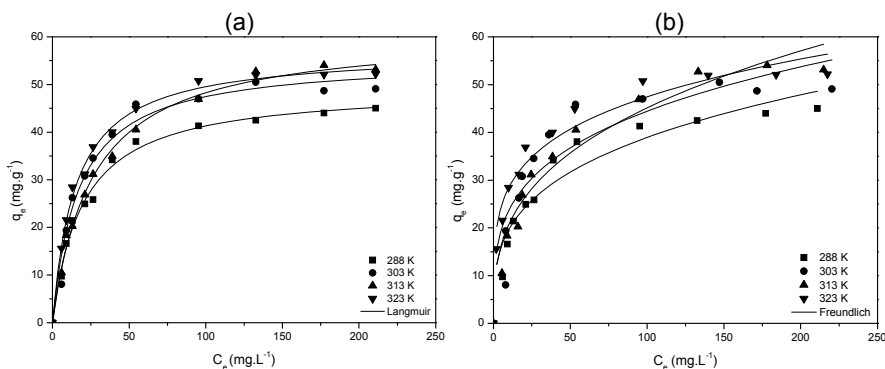 (a)
60
50
40
30
20
10
0
qe (mg.g-1)
0 50 100 150 200 250
Ce (mg.L-1)
288 K
303 K
313 K
323 K
Langmuir
(b)
60
50
40
30
20
10
0
qe (mg.g-1)
0 50 100 150 200 250
Ce (mg.L-1)
288 K
303 K
313 K
323 K
Freundlich